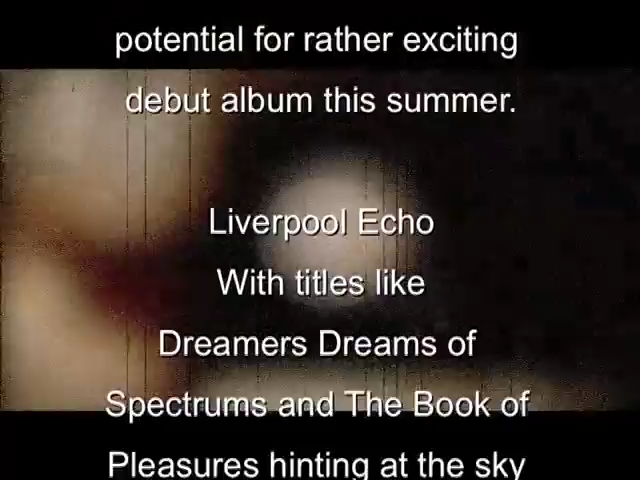 potential for rather exciting
debut album this summer.
Liverpool Echo
With titles like
Dreamers Dreams of
Spectrums and The Book of
Pleasures hinting at the sky